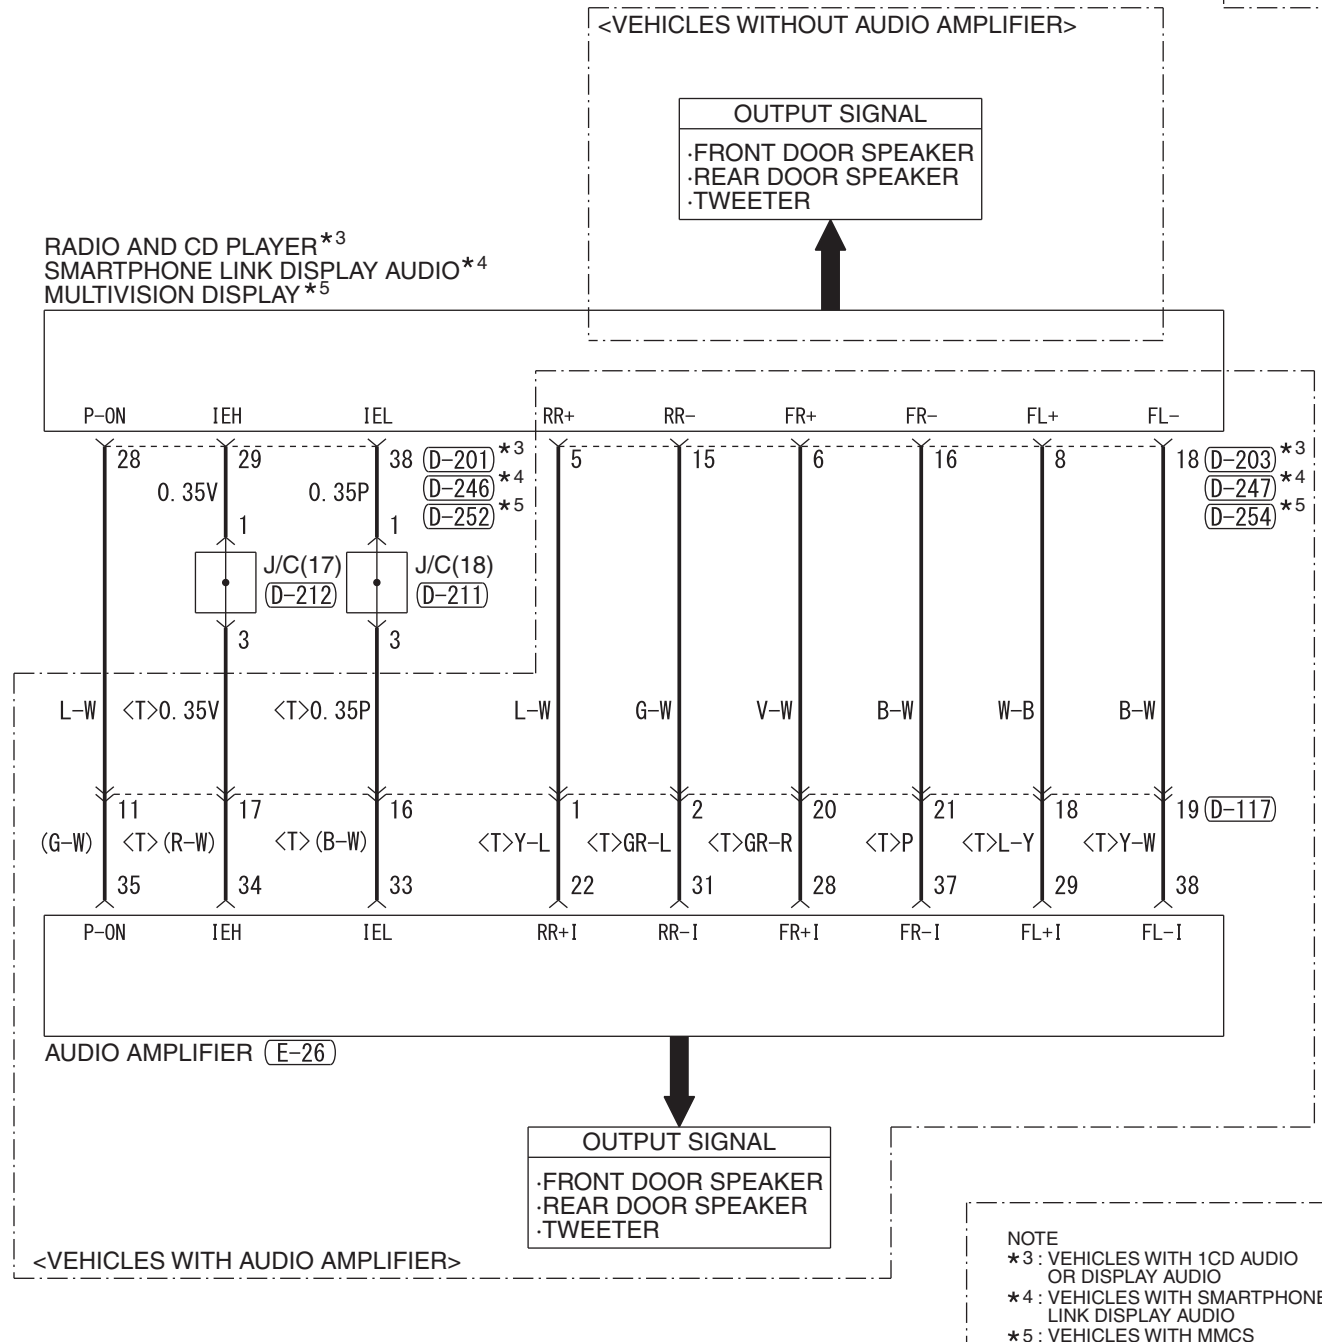 <VEHICLES WITHOUT AUDIO AMPLIFIER>
OUTPUT SIGNAL
·FRONT DOOR SPEAKER
·REAR DOOR SPEAKER
·TWEETER
RADIO AND CD PLAYER*3
SMARTPHONE LINK DISPLAY AUDIO*4
MULTIVISION DISPLAY*5
P-ON IEH IEL RR+ RR- FR+ FR- FL+ FL-
28 29 38 D-201 *3 5 15 6 16 8 18 D-203 *3
0.35V 0.35P D-246 *4 D-247 *4
1 1 D-252 *5 D-254 *5
J/C(17) J/C(18)
D-212 D-211
3 3
L-W <T>0.35V <T>0.35P L-W G-W V-W B-W W-B B-W
11 17 16 1 2 20 21 18 19 D-117
(G-W) <T>(R-W) <T>(B-W) <T>Y-L <T>GR-L <T>GR-R <T>P <T>L-Y <T>Y-W
35 34 33 22 31 28 37 29 38
P-ON IEH IEL RR+I RR-I FR+I FR-I FL+I FL-I
AUDIO AMPLIFIER E-26
OUTPUT SIGNAL
·FRONT DOOR SPEAKER
·REAR DOOR SPEAKER
·TWEETER
<VEHICLES WITH AUDIO AMPLIFIER>
NOTE
*3 : VEHICLES WITH 1CD AUDIO
OR DISPLAY AUDIO
*4 : VEHICLES WITH SMARTPHONE
LINK DISPLAY AUDIO
*5 : VEHICLES WITH MMCS